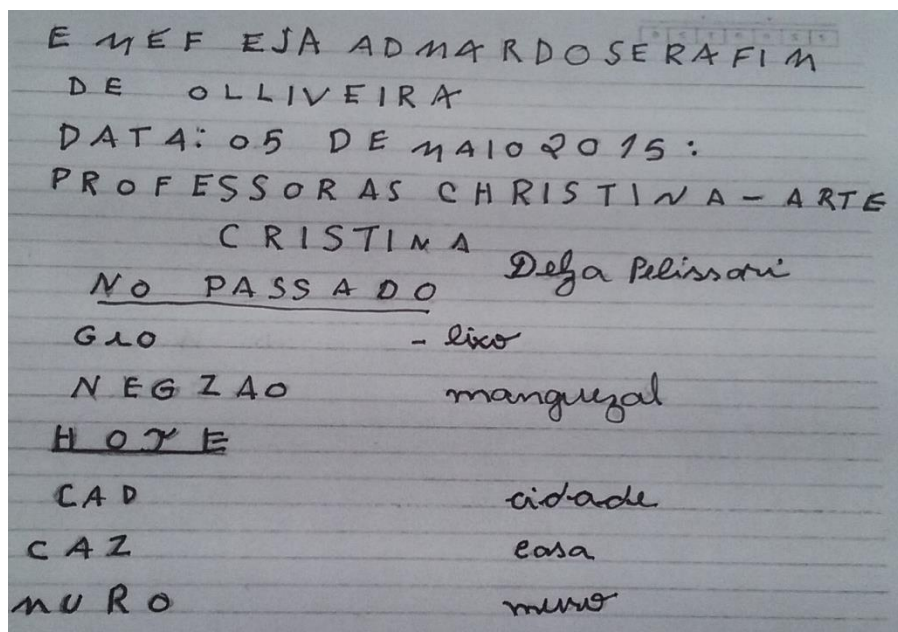 E MEF EJA ADMARDOSERAFIM
DE OLLIVEIRA
DATA: 05 DE MAIO 2015:
PROFESSORAS CHRISTINA - ARTE
CRISTINA
Delza Pelissari
NO PASSADO
GIO - lixo
NEGZAO manguezal
HOJE
CAD cidade
CAZ casa
MURO muro